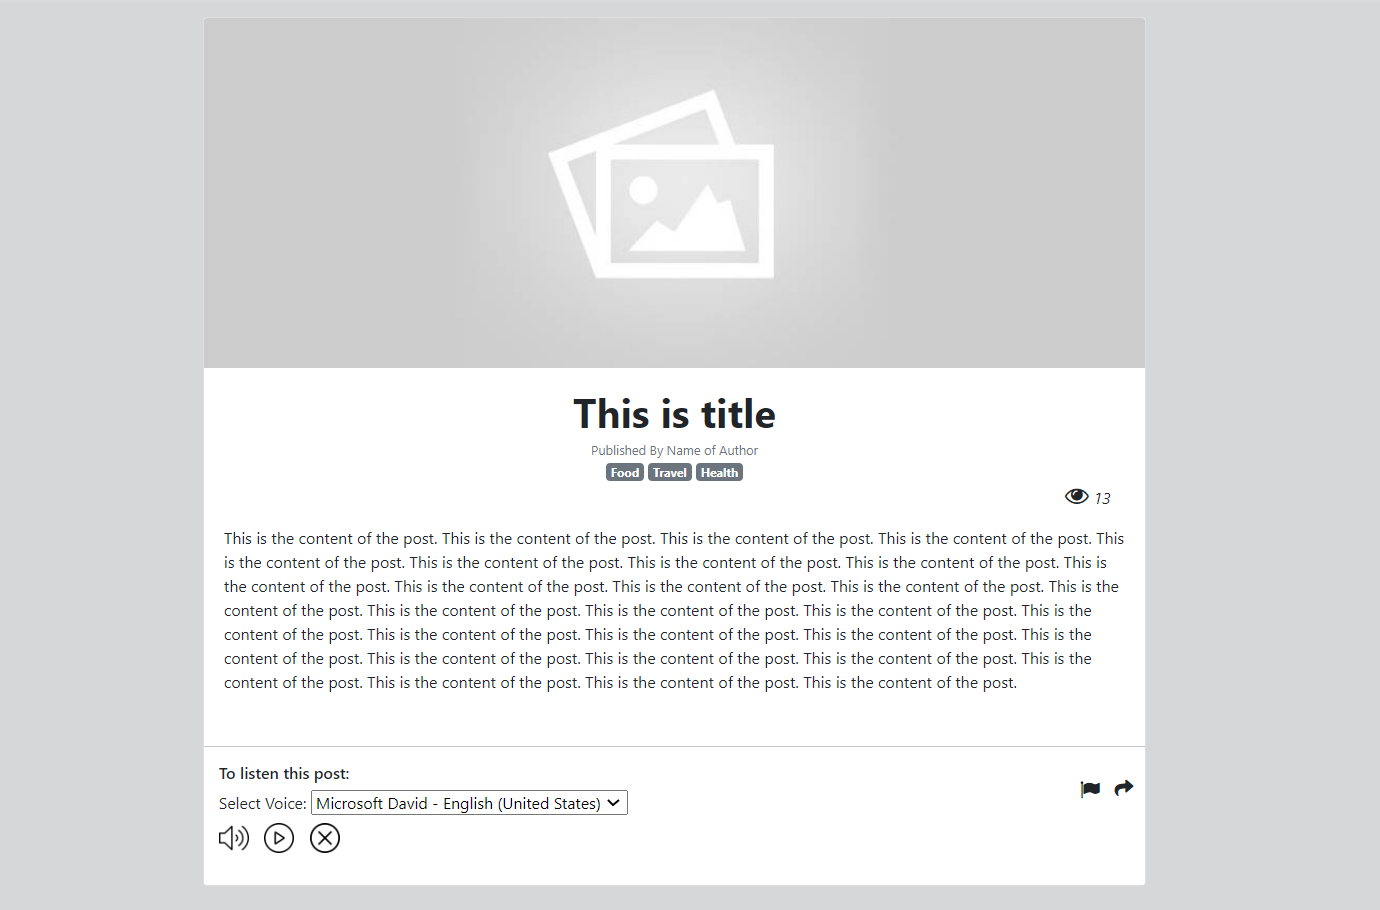 This is title
Published By Name of Author
Food Travel Health
13
This is the content of the post. This is the content of the post. This is the content of the post. This is the content of the post. This
is the content of the post. This is the content of the post. This is the content of the post. This is the content of the post. This is
the content of the post. This is the content of the post. This is the content of the post. This is the content of the post. This is the
content of the post. This is the content of the post. This is the content of the post. This is the content of the post. This is the
content of the post. This is the content of the post. This is the content of the post. This is the content of the post. This is the
content of the post. This is the content of the post. This is the content of the post. This is the content of the post. This is the
content of the post. This is the content of the post. This is the content of the post. This is the content of the post.
To listen this post:
Select Voice: Microsoft David - English (United States)